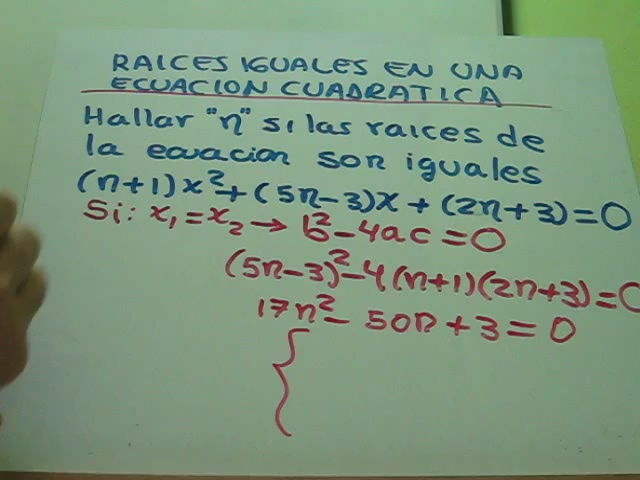 RAICES IGUALES EN UNA
ECUACION CUADRATICA
Hallar "n" si las raices de
la ecuacion son iguales
(n+1)x²+(5n-3)x+(2n+3)=0
Si: x₁=x₂→ b²-4ac=0
(5n-3)²-4(n+1)(2n+3)=0
17n²-50n+3=0